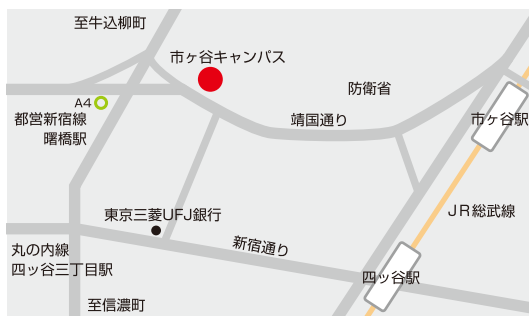 至牛込柳町
市ヶ谷キャンパス
防衛省
A4
都営新宿線
曙橋駅
靖国通り
市ヶ谷駅
東京三菱UFJ銀行
JR総武線
丸の内線
四ッ谷三丁目駅
新宿通り
四ッ谷駅
至信濃町